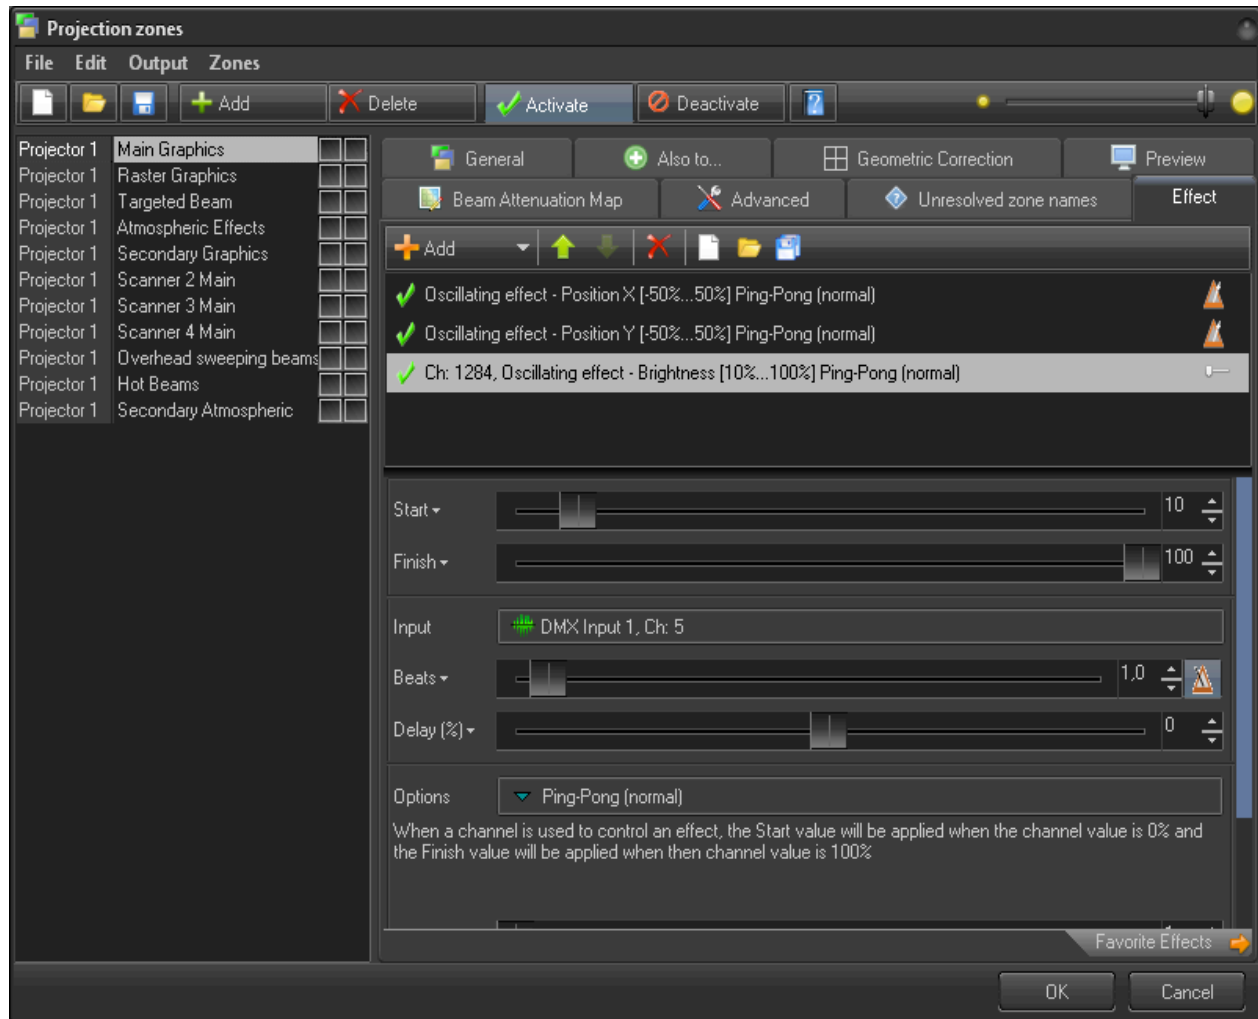 Projection zones
File Edit Output Zones
Add Delete Activate Deactivate
Projector 1 Main Graphics
Projector 1 Raster Graphics
Projector 1 Targeted Beam
Projector 1 Atmospheric Effects
Projector 1 Secondary Graphics
Projector 1 Scanner 2 Main
Projector 1 Scanner 3 Main
Projector 1 Scanner 4 Main
Projector 1 Overhead sweeping beams
Projector 1 Hot Beams
Projector 1 Secondary Atmospheric
General Also to... Geometric Correction Preview
Beam Attenuation Map Advanced Unresolved zone names Effect
Add
Oscillating effect - Position X [-50%...50%] Ping-Pong (normal)
Oscillating effect - Position Y [-50%...50%] Ping-Pong (normal)
Ch: 1284, Oscillating effect - Brightness [10%...100%] Ping-Pong (normal)
Start 10
Finish 100
Input DMX Input 1, Ch: 5
Beats 1,0
Delay (%) 0
Options Ping-Pong (normal)
When a channel is used to control an effect, the Start value will be applied when the channel value is 0% and
the Finish value will be applied when then channel value is 100%
Favorite Effects
OK Cancel